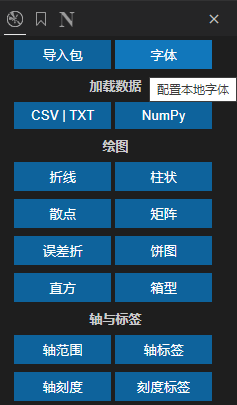 N ×
导入包 字体
加载数据 配置本地字体
CSV | TXT NumPy
绘图
折线 柱状
散点 矩阵
误差折 饼图
直方 箱型
轴与标签
轴范围 轴标签
轴刻度 刻度标签